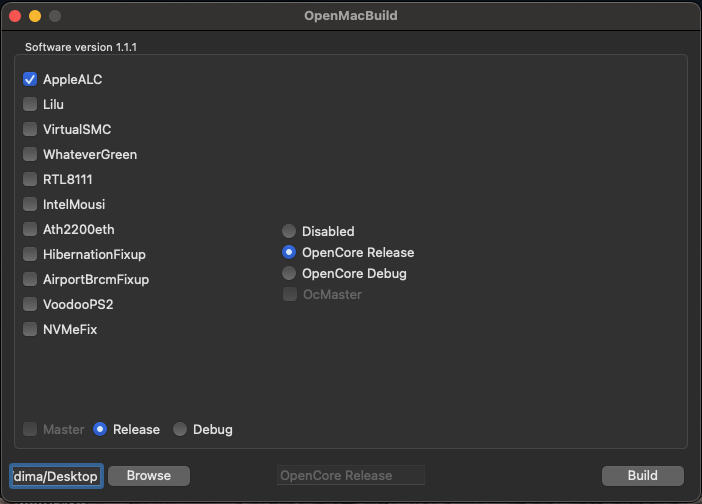 OpenMacBuild
Software version 1.1.1
AppleALC
Lilu
VirtualSMC
WhateverGreen
RTL8111
IntelMousi
Ath2200eth
HibernationFixup
AirportBrcmFixup
VoodooPS2
NVMeFix
Disabled
OpenCore Release
OpenCore Debug
OcMaster
Master Release Debug
/dima/Desktop Browse OpenCore Release Build